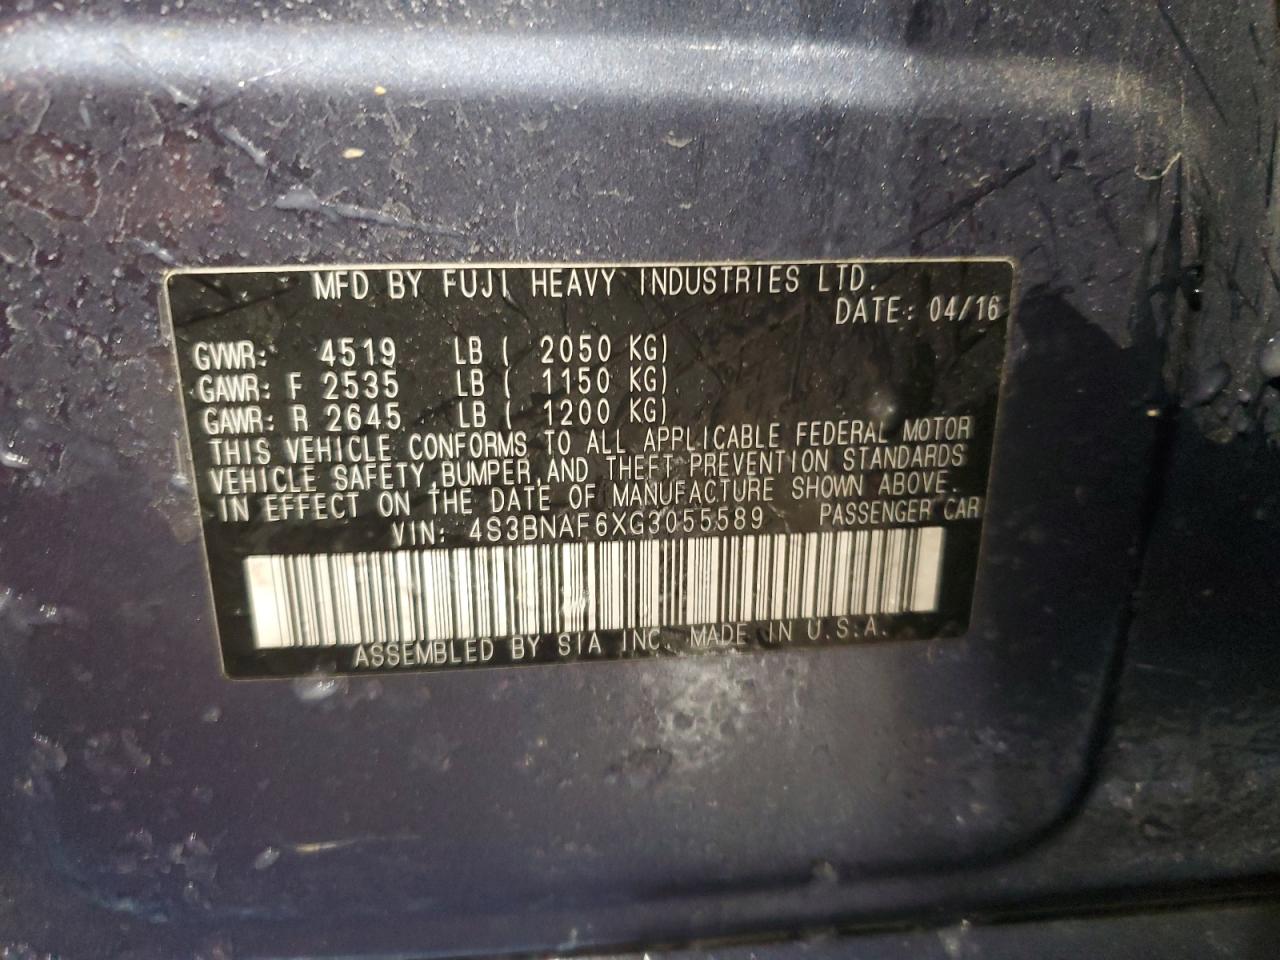 MFD BY FUJI HEAVY INDUSTRIES LTD.
DATE: 04/16
GVWR: 4519 LB ( 2050 KG)
GAWR: F 2535 LB ( 1150 KG)
GAWR: R 2645 LB ( 1200 KG)
THIS VEHICLE CONFORMS TO ALL APPLICABLE FEDERAL MOTOR
VEHICLE SAFETY,BUMPER,AND THEFT PREVENTION STANDARDS
IN EFFECT ON THE DATE OF MANUFACTURE SHOWN ABOVE.
VIN: 4S3BNAF6XG3055589 PASSENGER CAR
ASSEMBLED BY SIA INC. MADE IN U.S.A.